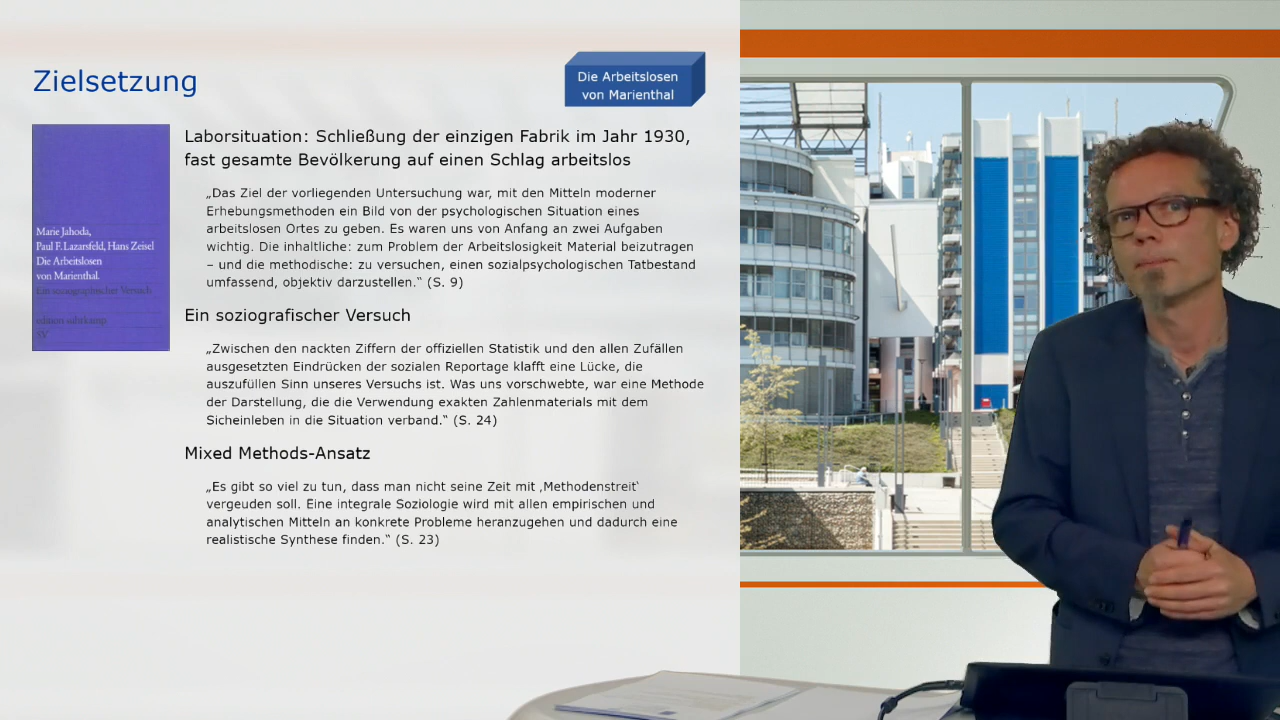 Zielsetzung
Die Arbeitslosen
von Marienthal
Laborsituation: Schließung der einzigen Fabrik im Jahr 1930,
fast gesamte Bevölkerung auf einen Schlag arbeitslos
„Das Ziel der vorliegenden Untersuchung war, mit den Mitteln moderner
Erhebungsmethoden ein Bild von der psychologischen Situation eines
arbeitslosen Ortes zu geben. Es waren uns von Anfang an zwei Aufgaben
wichtig. Die inhaltliche: zum Problem der Arbeitslosigkeit Material beizutragen
– und die methodische: zu versuchen, einen sozialpsychologischen Tatbestand
umfassend, objektiv darzustellen.“ (S. 9)
Ein soziografischer Versuch
„Zwischen den nackten Ziffern der offiziellen Statistik und den allen Zufällen
ausgesetzten Eindrücken der sozialen Reportage klafft eine Lücke, die
auszufüllen Sinn unseres Versuchs ist. Was uns vorschwebte, war eine Methode
der Darstellung, die die Verwendung exakten Zahlenmaterials mit dem
Sicheinleben in die Situation verband.“ (S. 24)
Mixed Methods-Ansatz
„Es gibt so viel zu tun, dass man nicht seine Zeit mit ‚Methodenstreit‘
vergeuden soll. Eine integrale Soziologie wird mit allen empirischen und
analytischen Mitteln an konkrete Probleme heranzugehen und dadurch eine
realistische Synthese finden.“ (S. 23)
Marie Jahoda,
Paul F. Lazarsfeld, Hans Zeisel
Die Arbeitslosen
von Marienthal.
Ein soziographischer Versuch
edition suhrkamp
SV